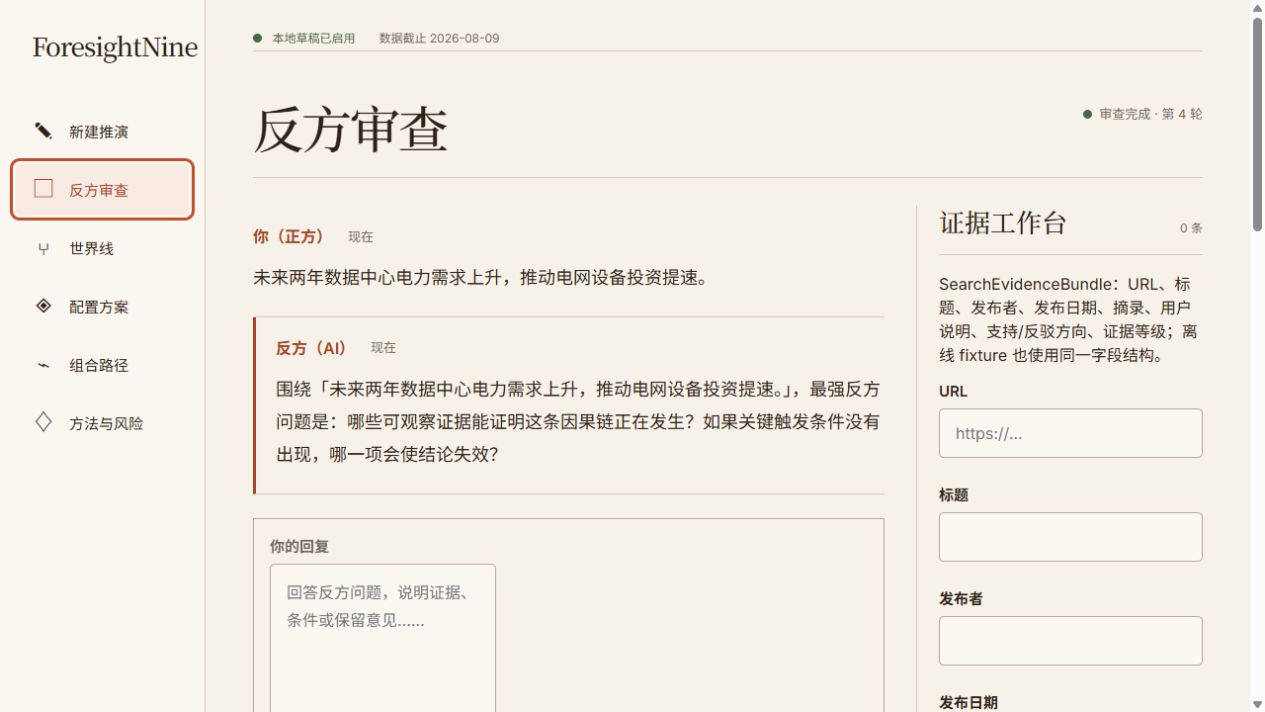 ForesightNine
新建推演
反方审查
世界线
配置方案
组合路径
方法与风险
本地草稿已启用
数据截止 2026-08-09
反方审查
审查完成 · 第 4 轮
你（正方）
现在
未来两年数据中心电力需求上升，推动电网设备投资提速。
反方（AI）
现在
围绕「未来两年数据中心电力需求上升，推动电网设备投资提速。」，最强反方
问题是：哪些可观察证据能证明这条因果链正在发生？如果关键触发条件没有
出现，哪一项会使结论失效？
你的回复
回答反方问题，说明证据、
条件或保留意见……
证据工作台
0 条
SearchEvidenceBundle：URL、标
题、发布者、发布日期、摘录、用户
说明、支持/反驳方向、证据等级；离
线 fixture 也使用同一字段结构。
URL
https://...
标题
发布者
发布日期